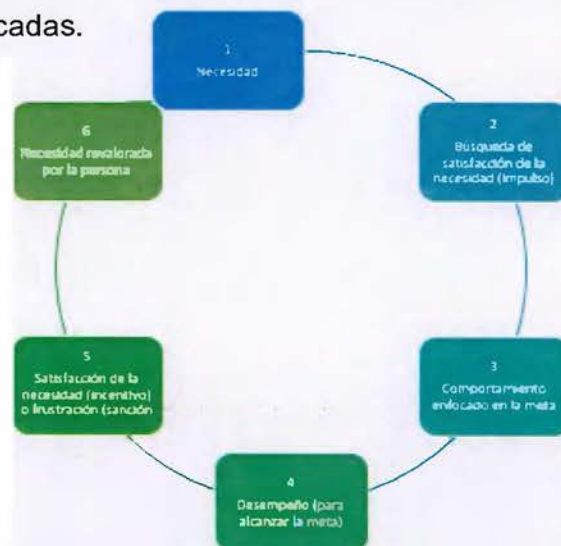 cadas.
1
Necesidad
2
Búsqueda de
satisfacción de la
necesidad (impulso)
3
Comportamiento
enfocado en la meta
4
Desempeño (para
alcanzar la meta)
5
Satisfacción de la
necesidad (incentivo)
o frustración (sanción
6
Necesidad revalorada
por la persona